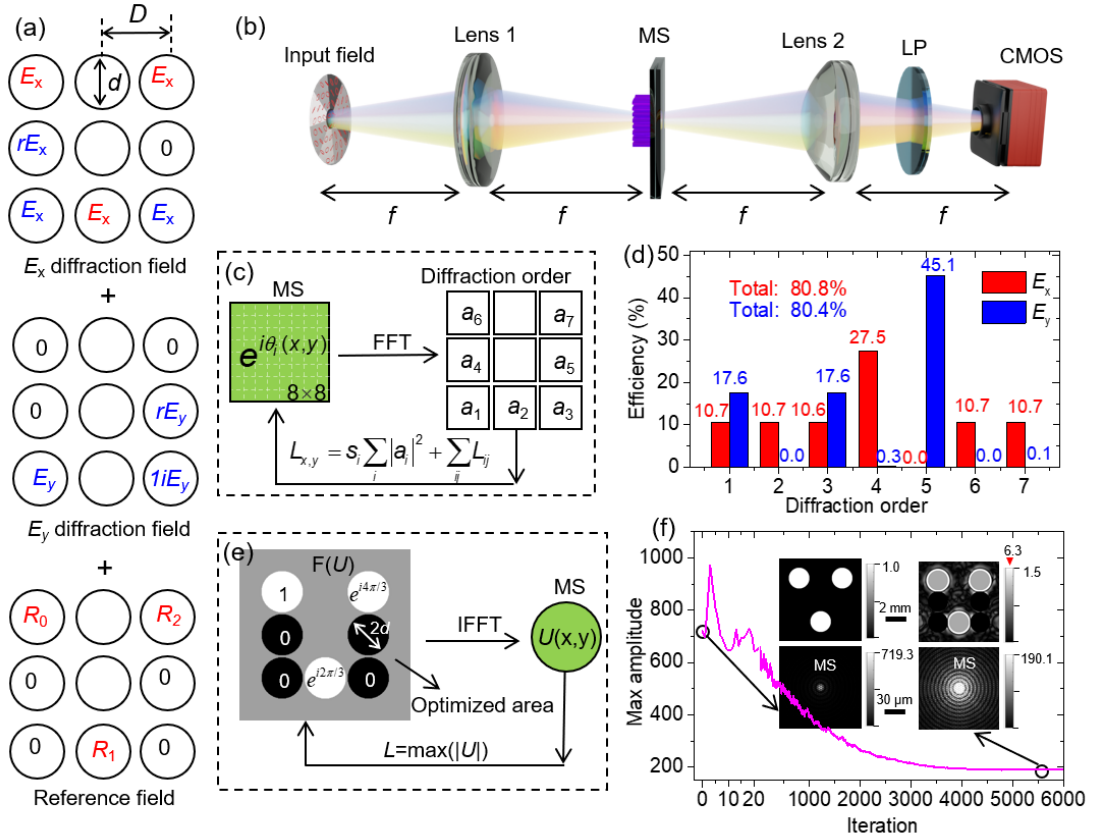 (a)
D
E_x
d
E_x
rE_x
0
E_x
E_x
E_x
E_x diffraction field
+
0
0
0
rE_y
E_y
1iE_y
E_y diffraction field
+
R_0
R_2
0
0
0
R_1
0
Reference field
(b)
Input field
Lens 1
MS
Lens 2
LP
CMOS
f
f
f
f
(c)
MS
Diffraction order
e^{iθ_i(x,y)}
8×8
FFT
a_6
a_7
a_4
a_5
a_1
a_2
a_3
L_{x,y} = s_i∑_i|a_i|^2 + ∑_{ij}L_{ij}
(d)
Efficiency (%)
50
40
30
20
10
0
Total: 80.8%
Total: 80.4%
E_x
E_y
10.7
17.6
10.7
0.0
10.6
17.6
27.5
0.3
0.0
45.1
10.7
0.0
10.7
0.1
1
2
3
4
5
6
7
Diffraction order
(e)
F(U)
1
e^{i4π/3}
0
2d
0
e^{i2π/3}
0
IFFT
MS
U(x,y)
Optimized area
L=max(|U|)
(f)
Max amplitude
1000
800
600
400
200
1.0
2 mm
0
6.3
1.5
0
MS
719.3
30 μm
0
MS
190.1
0
0
10
20
1000
2000
3000
4000
5000
6000
Iteration